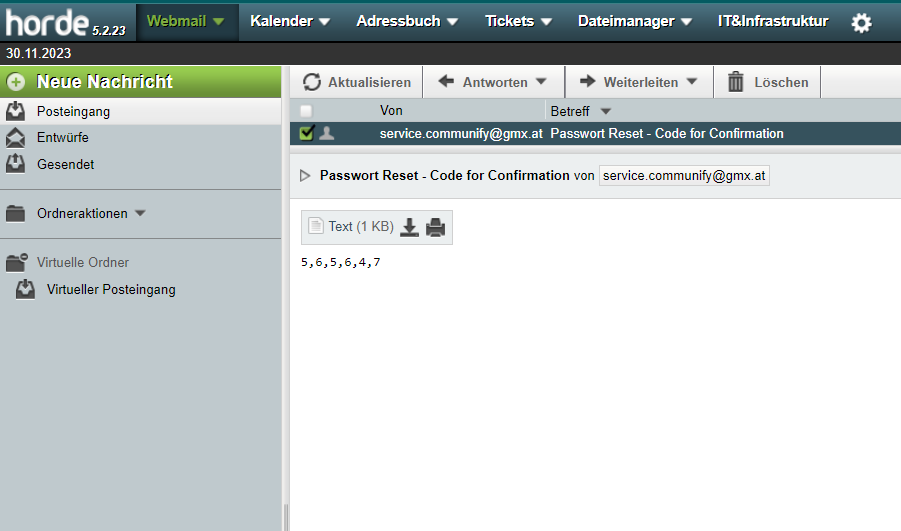 horde 5.2.23 Webmail Kalender Adressbuch Tickets Dateimanager IT&Infrastruktur
30.11.2023
Neue Nachricht
Posteingang
Entwürfe
Gesendet
Ordneraktionen
Virtuelle Ordner
Virtueller Posteingang
Aktualisieren Antworten Weiterleiten Löschen
Von Betreff
service.communify@gmx.at Passwort Reset - Code for Confirmation
Passwort Reset - Code for Confirmation von service.communify@gmx.at
Text (1 KB)
5,6,5,6,4,7